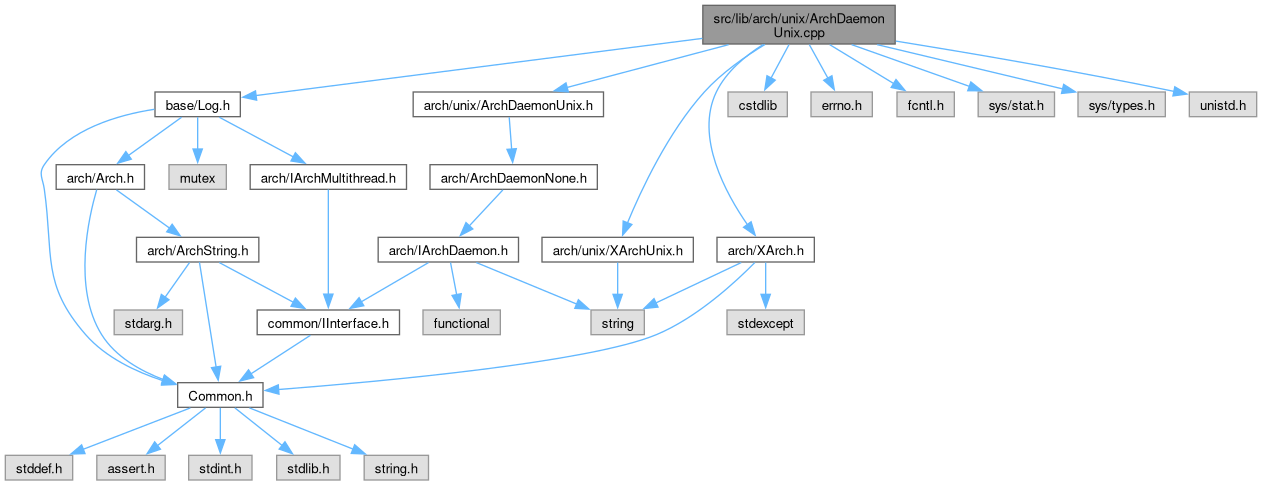 src/lib/arch/unix/ArchDaemon
Unix.cpp
base/Log.h
arch/unix/ArchDaemonUnix.h
cstdlib
errno.h
fcntl.h
sys/stat.h
sys/types.h
unistd.h
arch/Arch.h
mutex
arch/IArchMultithread.h
arch/ArchDaemonNone.h
arch/ArchString.h
arch/IArchDaemon.h
arch/unix/XArchUnix.h
arch/XArch.h
stdarg.h
common/IInterface.h
functional
string
stdexcept
Common.h
stddef.h
assert.h
stdint.h
stdlib.h
string.h